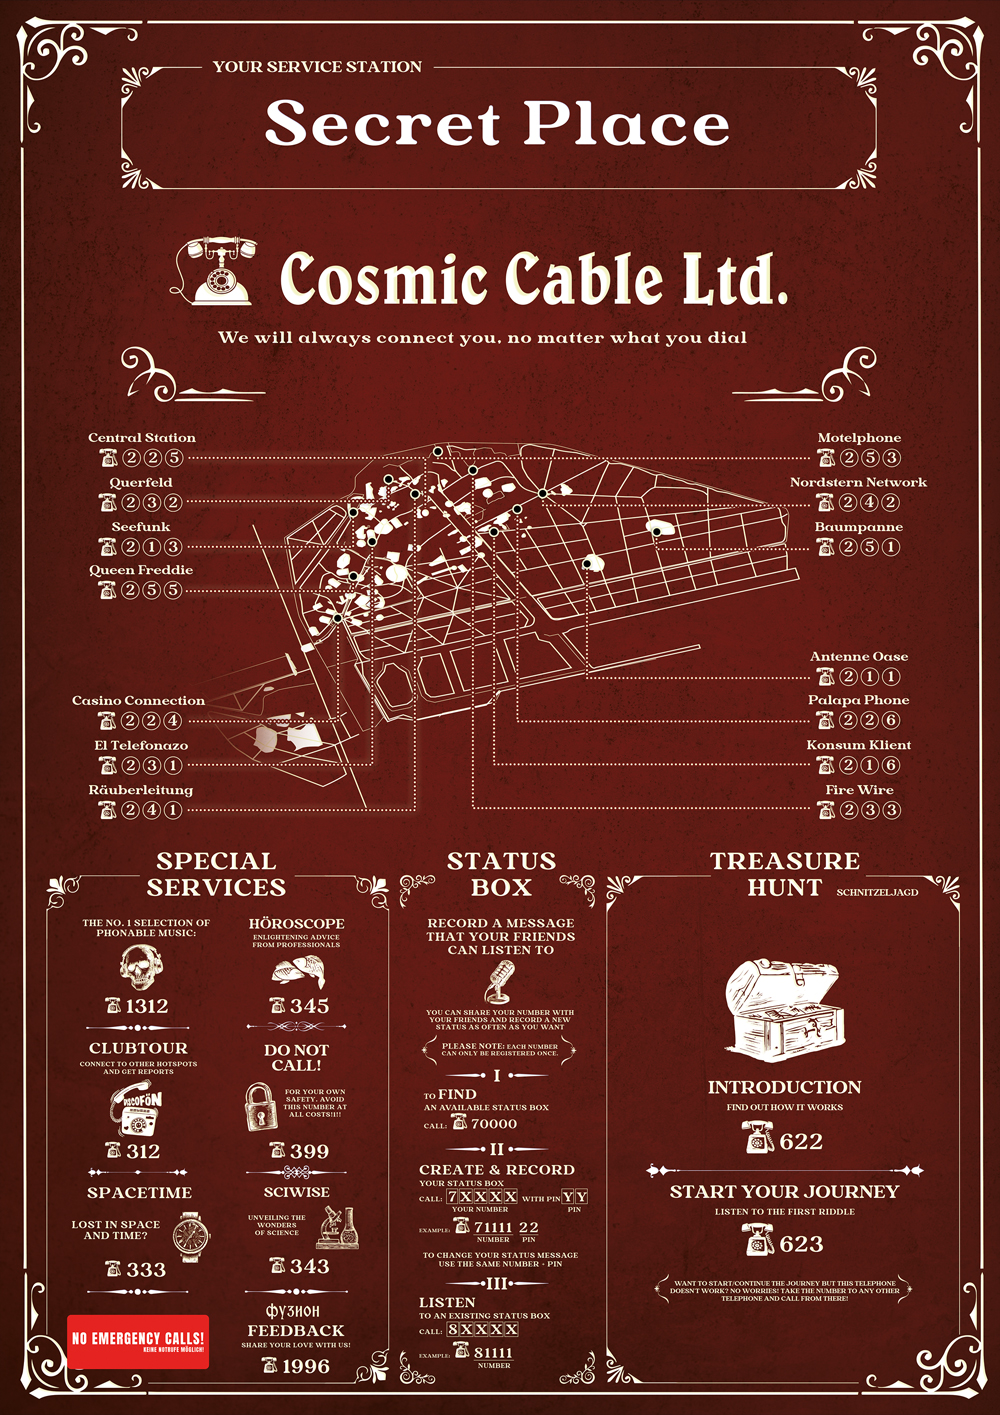 YOUR SERVICE STATION
Secret Place
Cosmic Cable Ltd.
We will always connect you, no matter what you dial
Central Station
225
Querfeld
232
Seefunk
213
Queen Freddie
255
Motelphone
253
Nordstern Network
242
Baumpanne
251
Casino Connection
224
El Telefonazo
231
Räuberleitung
241
Antenne Oase
211
Palapa Phone
226
Konsum Klient
216
Fire Wire
233
SPECIAL
SERVICES
THE NO. 1 SELECTION OF
PHONABLE MUSIC:
1312
HÖROSCOPE
ENLIGHTENING ADVICE
FROM PROFESSIONALS
345
CLUBTOUR
CONNECT TO OTHER HOTSPOTS
AND GET REPORTS
312
DO NOT
CALL!
FOR YOUR OWN
SAFETY, AVOID
THIS NUMBER AT
ALL COSTS!1!!
399
SPACETIME
LOST IN SPACE
AND TIME?
333
SCIWISE
UNVEILING THE
WONDERS
OF SCIENCE
343
NO EMERGENCY CALLS!
KEINE NOTRUFE MÖGLICH!
фузион
FEEDBACK
SHARE YOUR LOVE WITH US!
1996
STATUS
BOX
RECORD A MESSAGE
THAT YOUR FRIENDS
CAN LISTEN TO
YOU CAN SHARE YOUR NUMBER WITH
YOUR FRIENDS AND RECORD A NEW
STATUS AS OFTEN AS YOU WANT
PLEASE NOTE: EACH NUMBER
CAN ONLY BE REGISTERED ONCE.
I
TO FIND
AN AVAILABLE STATUS BOX
CALL: 70000
II
CREATE & RECORD
YOUR STATUS BOX
CALL: 7XXXX WITH PIN YY
YOUR NUMBER PIN
EXAMPLE: 71111 22
NUMBER PIN
TO CHANGE YOUR STATUS MESSAGE
USE THE SAME NUMBER + PIN
III
LISTEN
TO AN EXISTING STATUS BOX
CALL: 8XXXX
EXAMPLE: 81111
NUMBER
TREASURE
HUNT SCHNITZELJAGD
INTRODUCTION
FIND OUT HOW IT WORKS
622
START YOUR JOURNEY
LISTEN TO THE FIRST RIDDLE
623
WANT TO START/CONTINUE THE JOURNEY BUT THIS TELEPHONE
DOESN'T WORK? NO WORRIES! TAKE THE NUMBER TO ANY OTHER
TELEPHONE AND CALL FROM THERE!